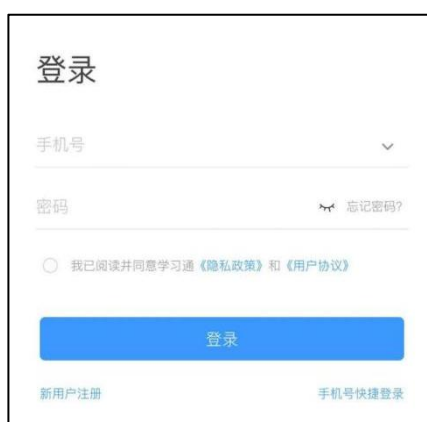 登录
手机号
密码 忘记密码?
我已阅读并同意学习通《隐私政策》和《用户协议》
登录
新用户注册 手机号快捷登录